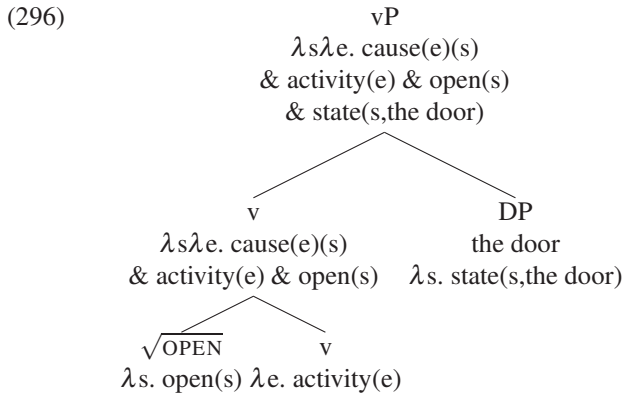 (296) vP
λsλe. cause(e)(s)
& activity(e) & open(s)
& state(s,the door)
v DP
λsλe. cause(e)(s) the door
& activity(e) & open(s) λs. state(s,the door)
√OPEN v
λs. open(s) λe. activity(e)